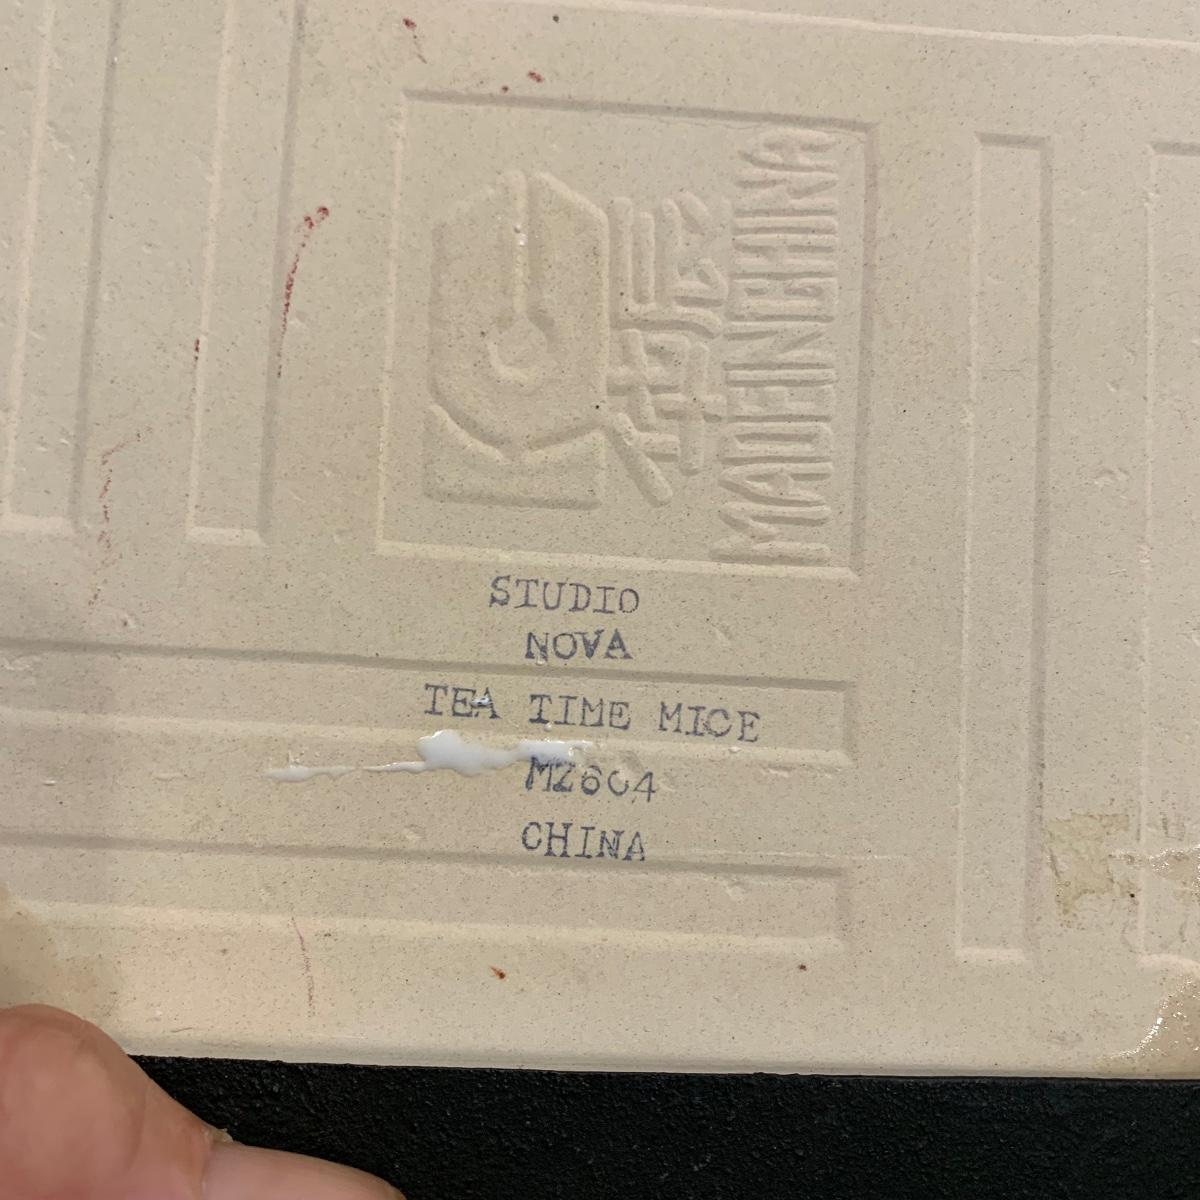 MADE IN CHINA
STUDIO
NOVA
TEA TIME MICE
MZ604
CHINA